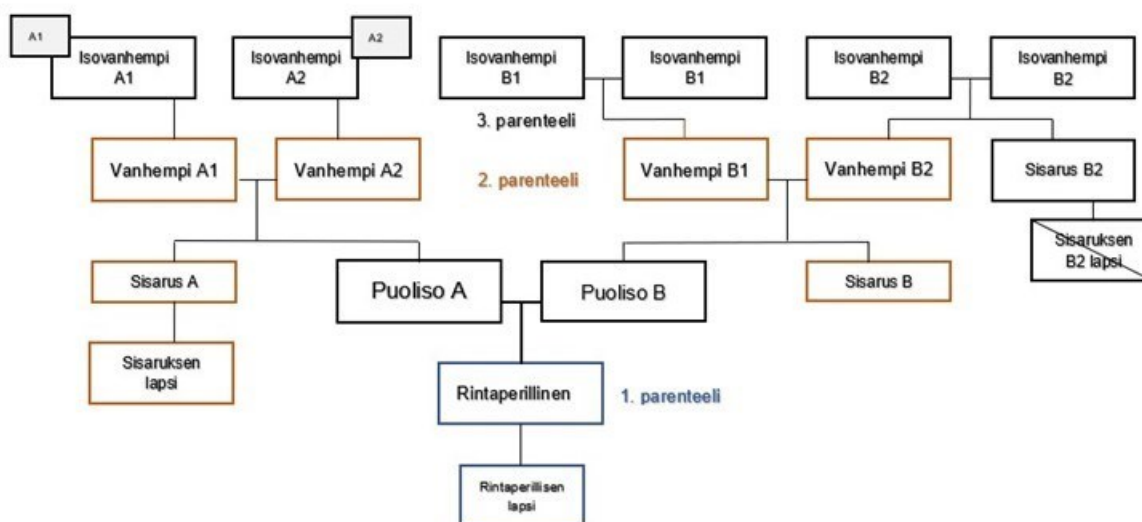 A1
A2
Isovanhempi
A1
Isovanhempi
A2
Isovanhempi
B1
Isovanhempi
B1
Isovanhempi
B2
Isovanhempi
B2
3. parenteeli
Vanhempi A1
Vanhempi A2
2. parenteeli
Vanhempi B1
Vanhempi B2
Sisarus B2
Sisaruksen
B2 lapsi
Sisarus A
Puoliso A
Puoliso B
Sisarus B
Sisaruksen
lapsi
Rintaperillinen
1. parenteeli
Rintaperillisen
lapsi